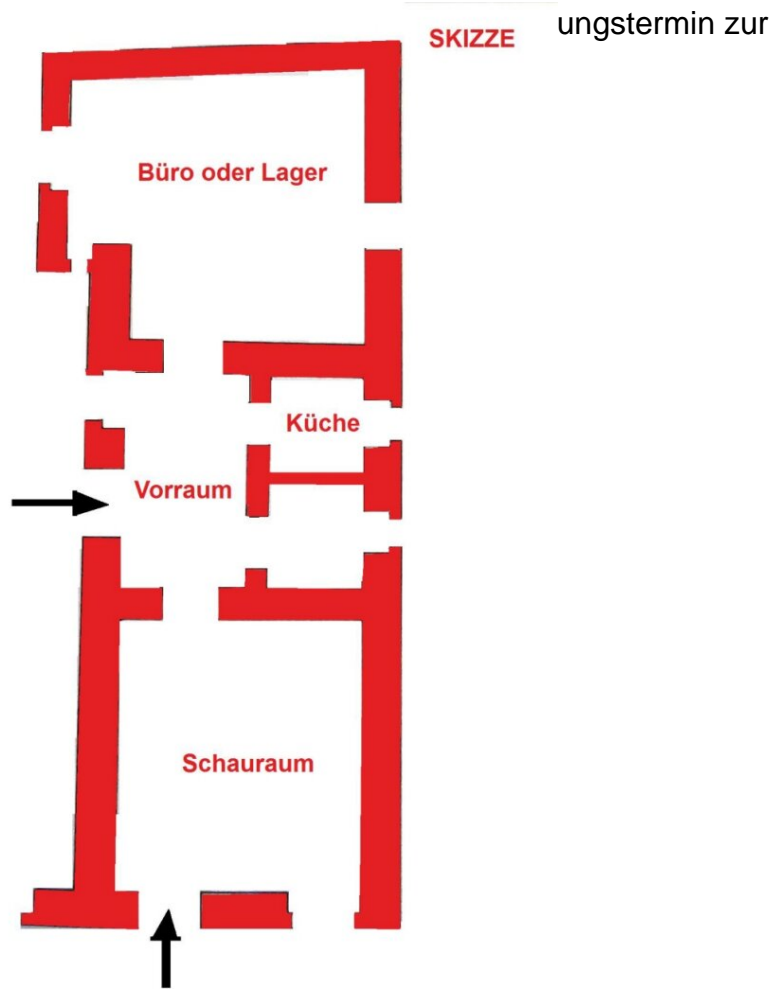 SKIZZE
ungstermin zur
Büro oder Lager
Küche
Vorraum
Schauraum